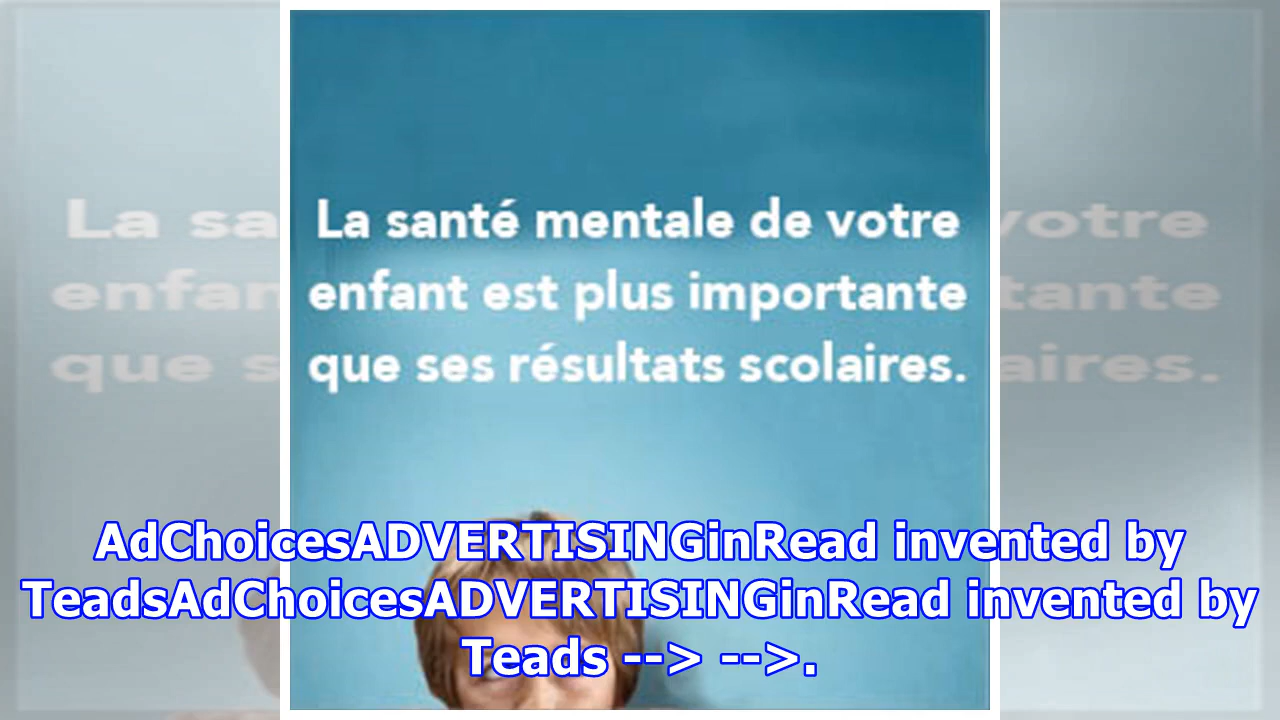 La santé mentale de votre
enfant est plus importante
que ses résultats scolaires.
AdChoicesADVERTISINGinRead invented by
TeadsAdChoicesADVERTISINGinRead invented by
Teads --> -->.